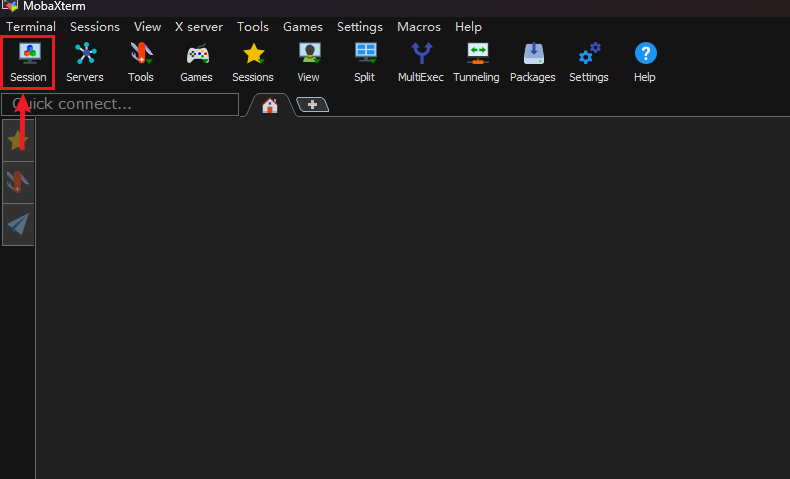 MobaXterm
Terminal Sessions View X server Tools Games Settings Macros Help
Session Servers Tools Games Sessions View Split MultiExec Tunneling Packages Settings Help
Quick connect...